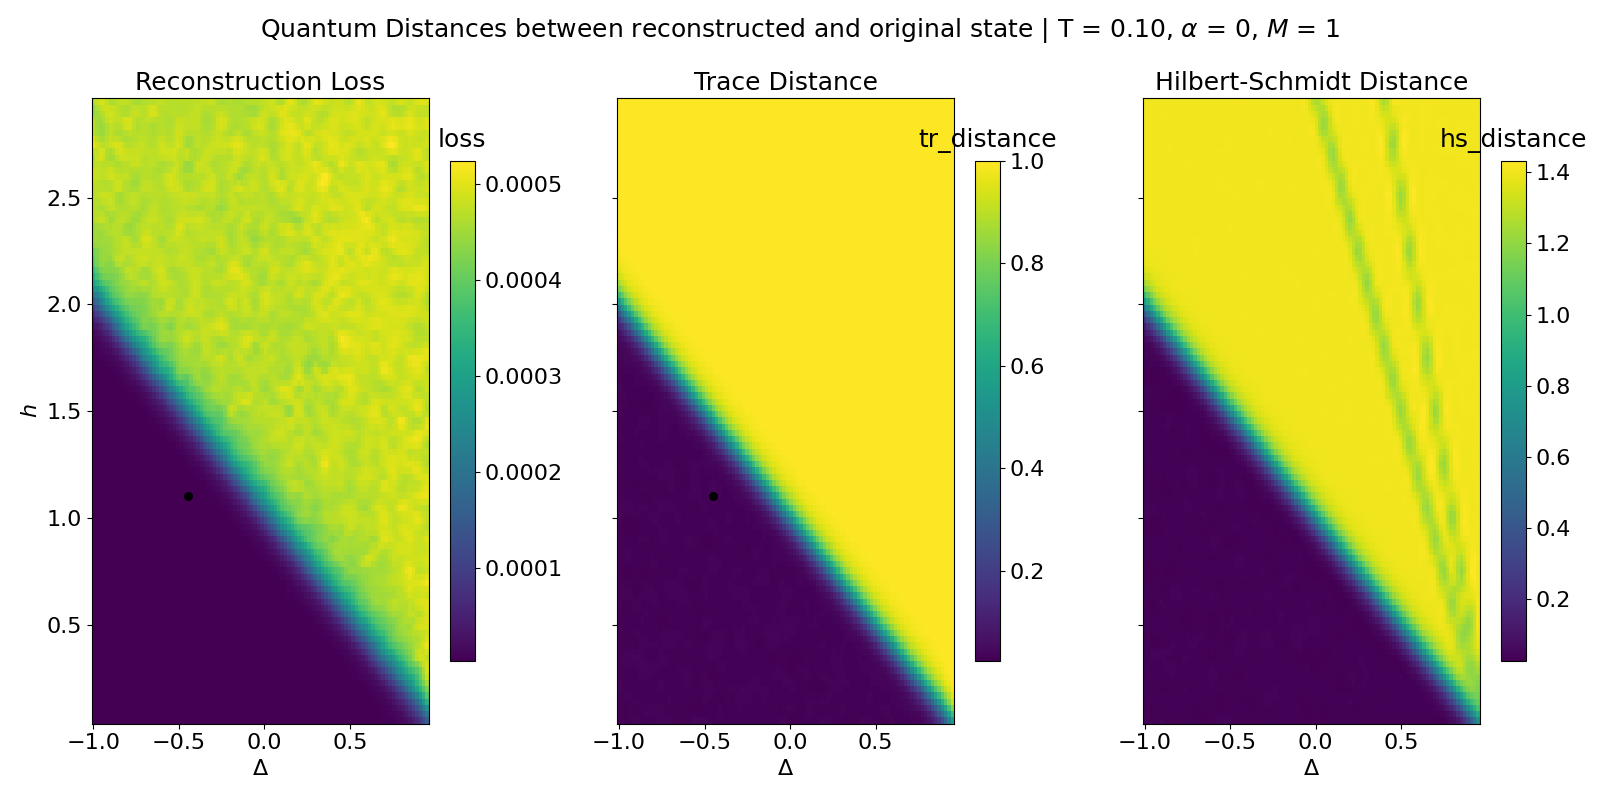 Quantum Distances between reconstructed and original state | T = 0.10, α = 0, M = 1
Reconstruction Loss
Trace Distance
Hilbert-Schmidt Distance
loss
tr_distance
hs_distance
h
2.5
2.0
1.5
1.0
0.5
0.0005
0.0004
0.0003
0.0002
0.0001
1.0
0.8
0.6
0.4
0.2
1.4
1.2
1.0
0.8
0.6
0.4
0.2
−1.0 −0.5 0.0 0.5
−1.0 −0.5 0.0 0.5
−1.0 −0.5 0.0 0.5
Δ
Δ
Δ